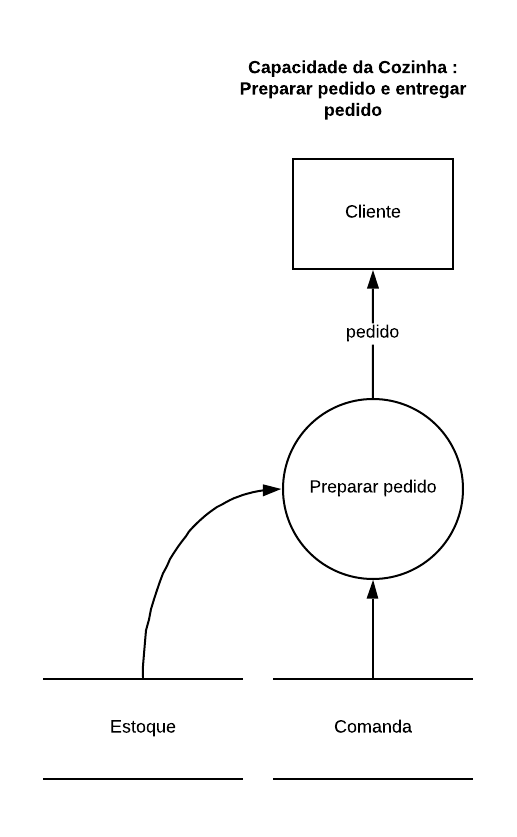 Capacidade da Cozinha :
Preparar pedido e entregar
pedido
Cliente
pedido
Preparar pedido
Estoque
Comanda